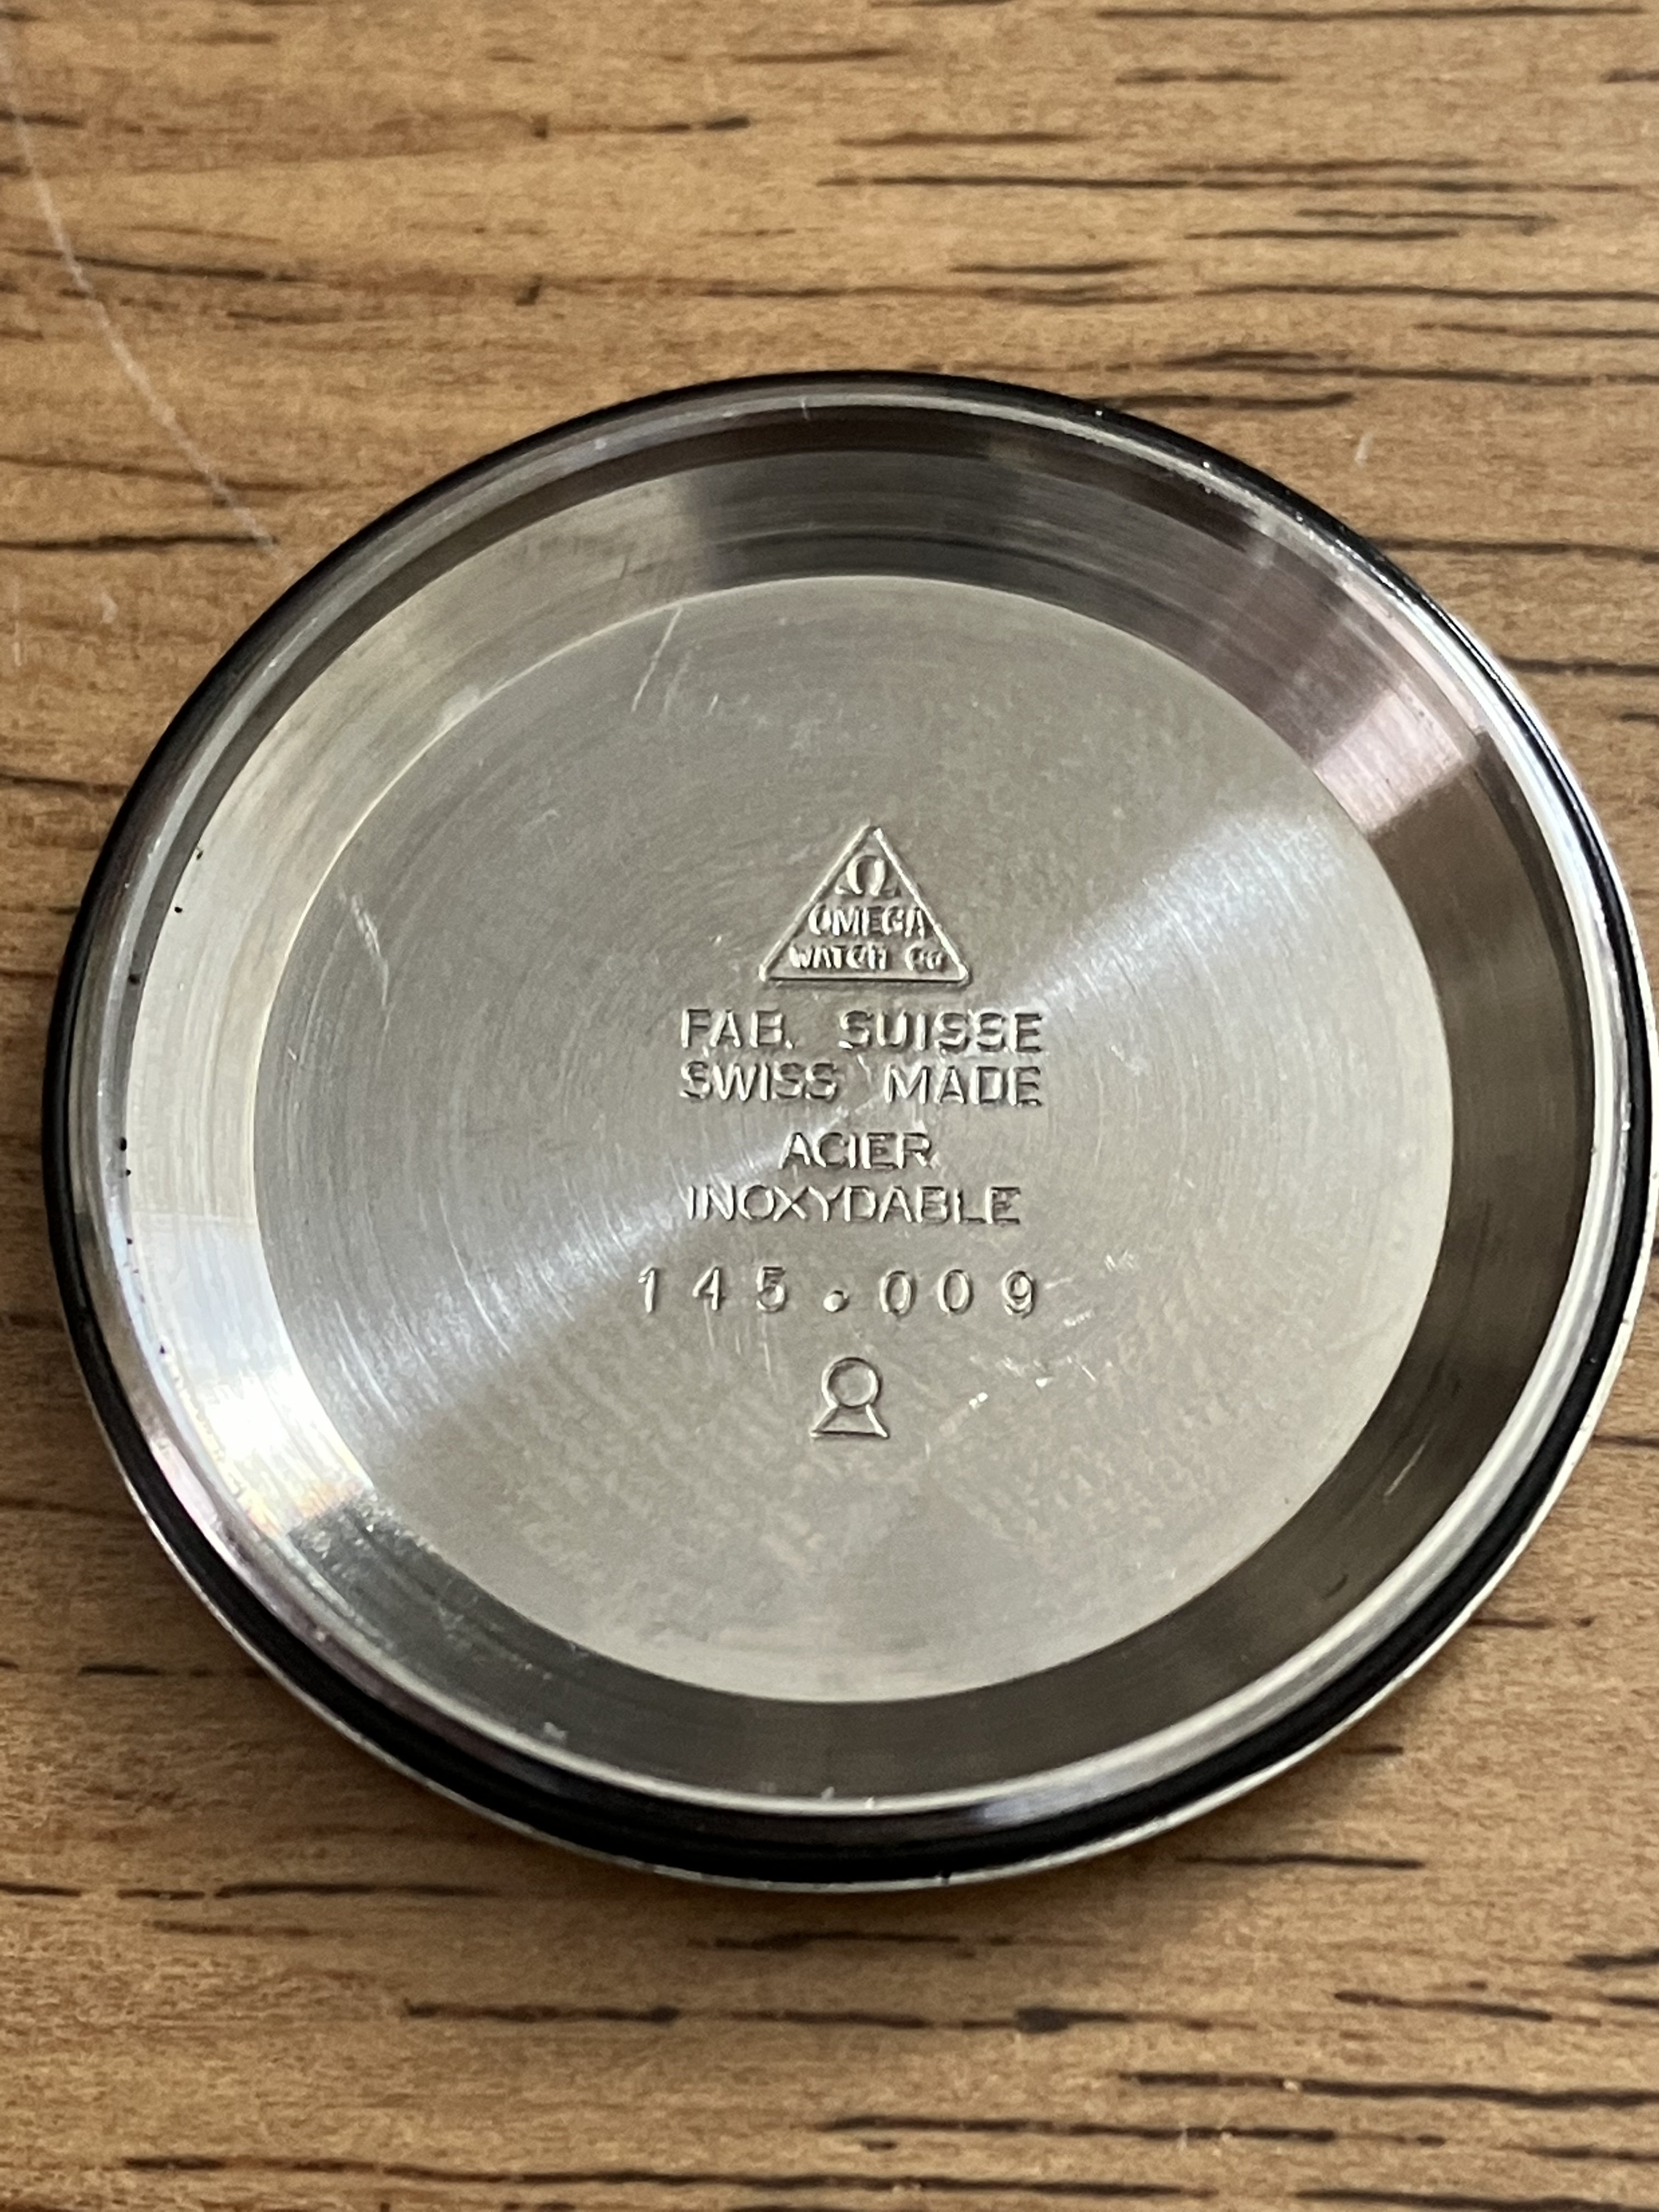 Ω
OMEGA
WATCH Co
FAB. SUISSE
SWISS MADE
ACIER
INOXYDABLE
145.009